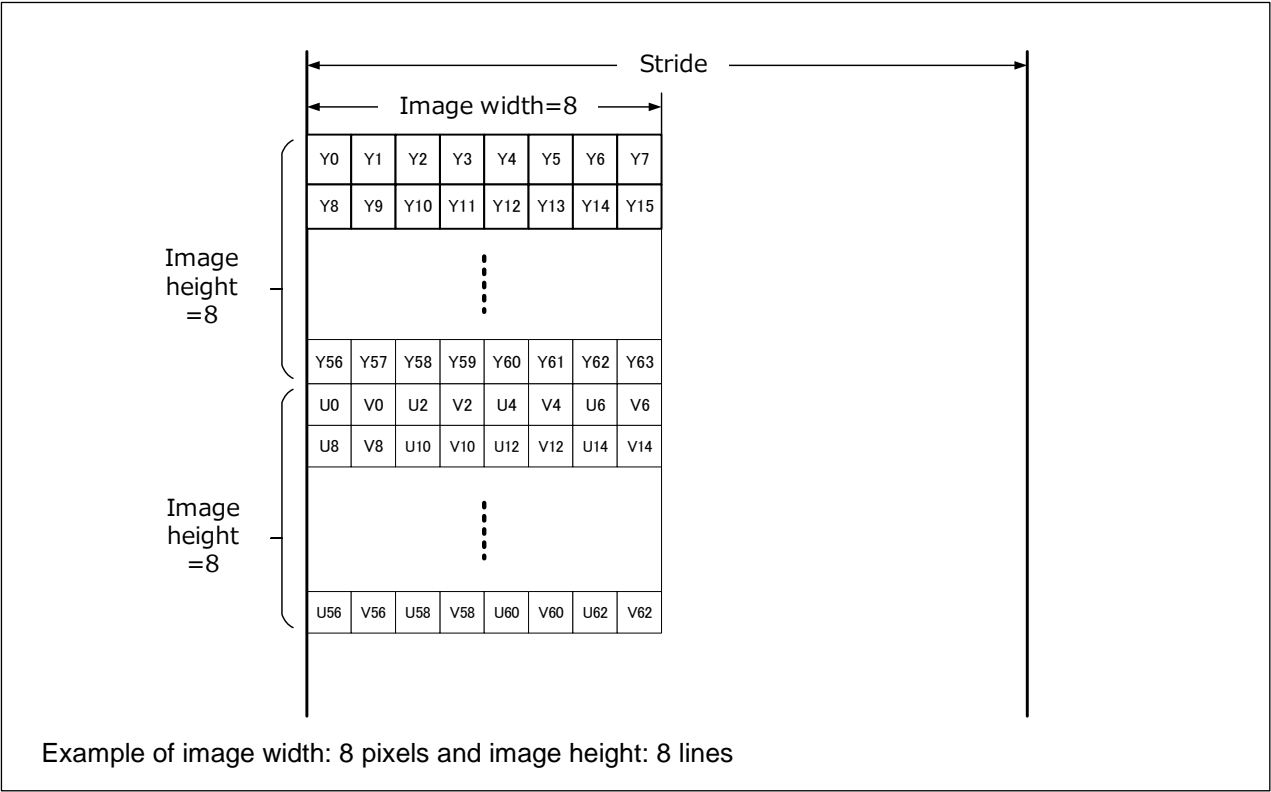 Stride
Image width=8
Y0 Y1 Y2 Y3 Y4 Y5 Y6 Y7
Y8 Y9 Y10 Y11 Y12 Y13 Y14 Y15
Image
height
=8
Y56 Y57 Y58 Y59 Y60 Y61 Y62 Y63
U0 V0 U2 V2 U4 V4 U6 V6
U8 V8 U10 V10 U12 V12 U14 V14
Image
height
=8
U56 V56 U58 V58 U60 V60 U62 V62
Example of image width: 8 pixels and image height: 8 lines